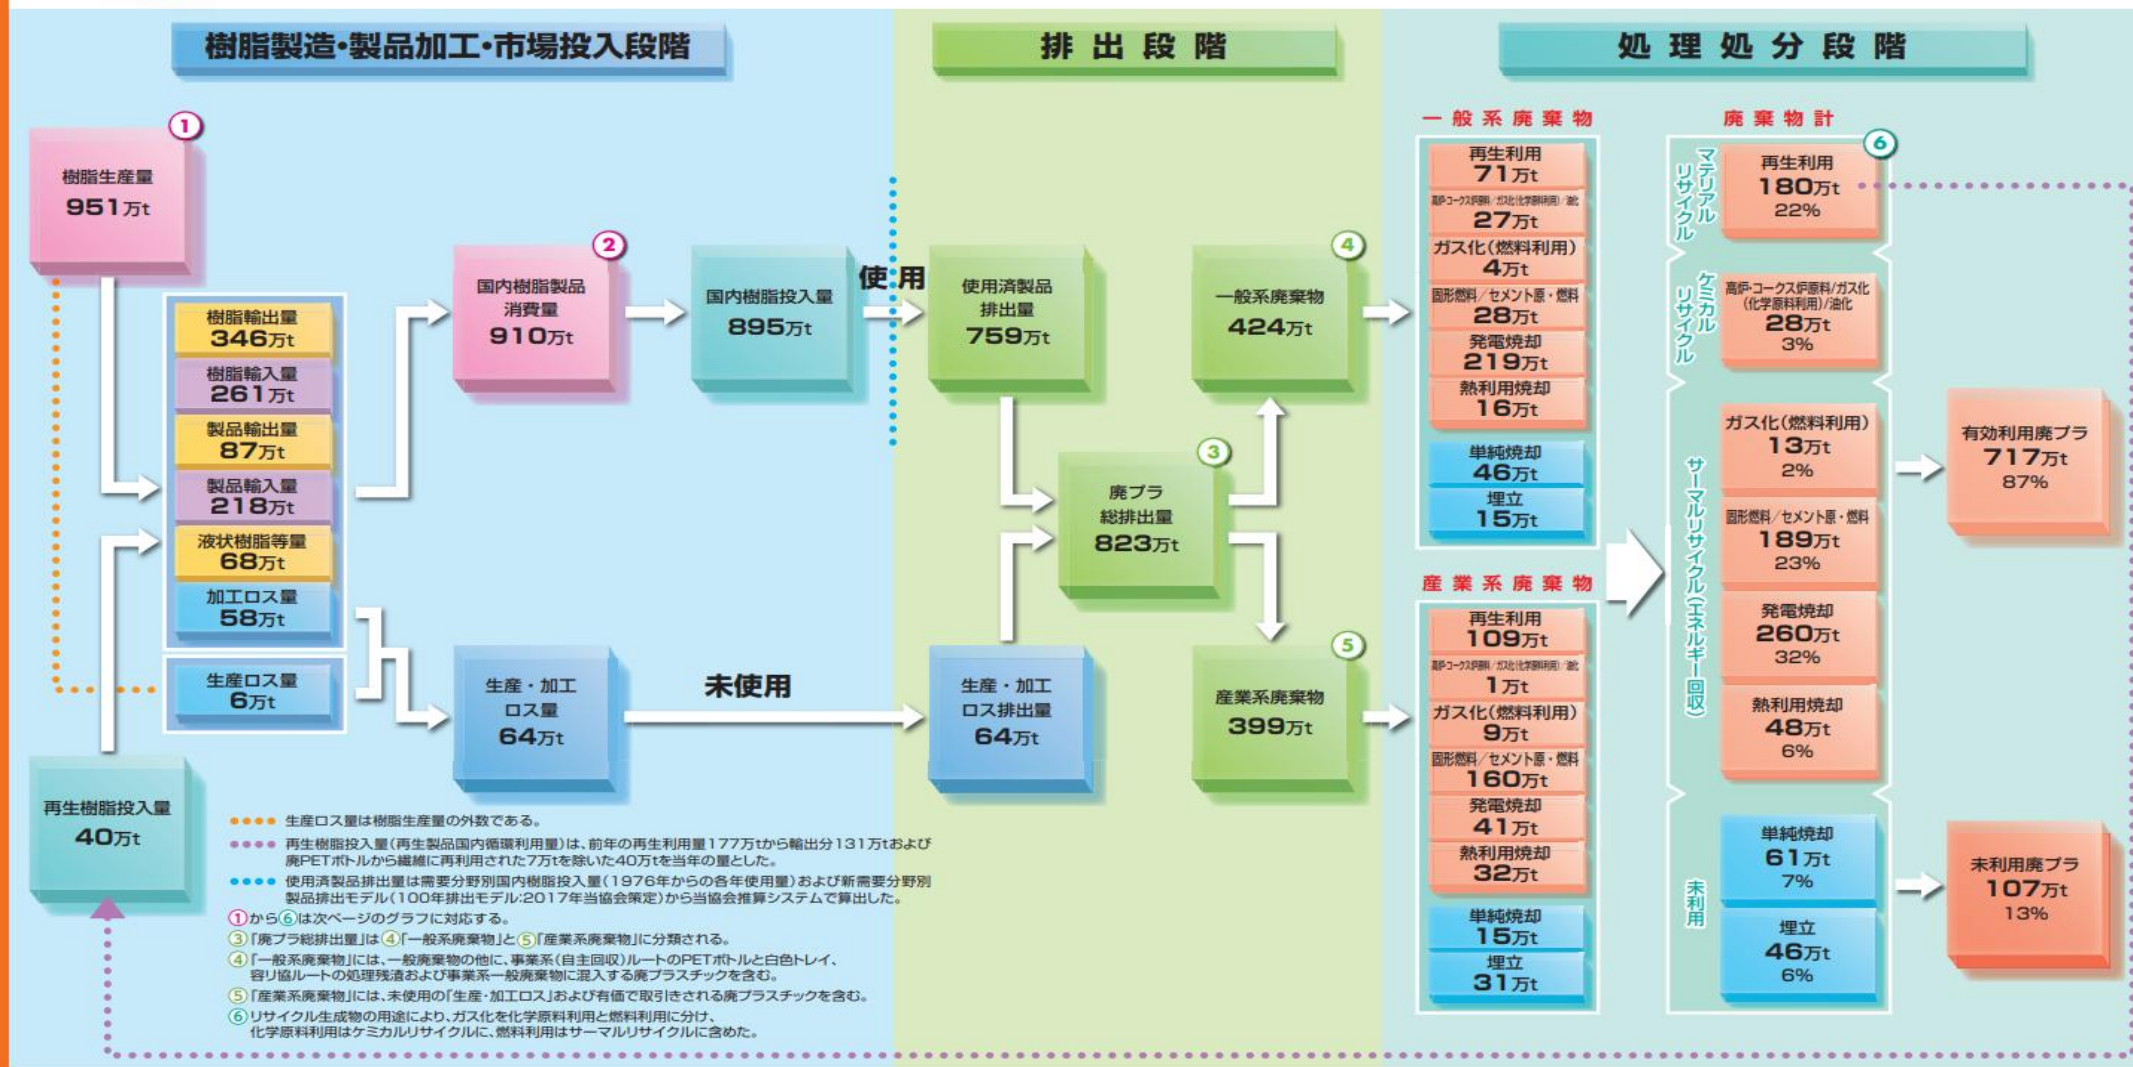 樹脂製造・製品加工・市場投入段階
排出段階
処理処分段階
①
樹脂生産量
951万t
樹脂輸出量
346万t
樹脂輸入量
261万t
製品輸出量
87万t
製品輸入量
218万t
液状樹脂等量
68万t
加工ロス量
58万t
生産ロス量
6万t
再生樹脂投入量
40万t
②
国内樹脂製品
消費量
910万t
国内樹脂投入量
895万t
使用
生産・加工
ロス量
64万t
未使用
使用済製品
排出量
759万t
③
廃プラ
総排出量
823万t
生産・加工
ロス排出量
64万t
④
一般系廃棄物
424万t
⑤
産業系廃棄物
399万t
一般系廃棄物
再生利用
71万t
高炉・コークス炉原料/ガス化(化学原料利用)/油化
27万t
ガス化(燃料利用)
4万t
固形燃料/セメント原・燃料
28万t
発電焼却
219万t
熱利用焼却
16万t
単純焼却
46万t
埋立
15万t
産業系廃棄物
再生利用
109万t
高炉・コークス炉原料/ガス化(化学原料利用)/油化
1万t
ガス化(燃料利用)
9万t
固形燃料/セメント原・燃料
160万t
発電焼却
41万t
熱利用焼却
32万t
単純焼却
15万t
埋立
31万t
廃棄物計
⑥
マテリアル
リサイクル
再生利用
180万t
22%
ケミカル
リサイクル
高炉・コークス炉原料/ガス化
(化学原料利用)/油化
28万t
3%
サーマルリサイクル(エネルギー回収)
ガス化(燃料利用)
13万t
2%
固形燃料/セメント原・燃料
189万t
23%
発電焼却
260万t
32%
熱利用焼却
48万t
6%
未利用
単純焼却
61万t
7%
埋立
46万t
6%
有効利用廃プラ
717万t
87%
未利用廃プラ
107万t
13%
生産ロス量は樹脂生産量の外数である。
再生樹脂投入量(再生製品国内循環利用量)は、前年の再生利用量177万tから輸出分131万tおよび
廃PETボトルから繊維に再利用された7万tを除いた40万tを当年の量とした。
使用済製品排出量は需要分野別国内樹脂投入量(1976年からの各年使用量)および新需要分野別
製品排出モデル(100年排出モデル:2017年当協会策定)から当協会推算システムで算出した。
①から⑥は次ページのグラフに対応する。
③「廃プラ総排出量」は④「一般系廃棄物」と⑤「産業系廃棄物」に分類される。
④「一般系廃棄物」には、一般廃棄物の他に、事業系(自主回収)ルートのPETボトルと白色トレイ、
容リ協ルートの処理残渣および事業系一般廃棄物に混入する廃プラスチックを含む。
⑤「産業系廃棄物」には、未使用の「生産・加工ロス」および有価で取引きされる廃プラスチックを含む。
⑥リサイクル生成物の用途により、ガス化を化学原料利用と燃料利用に分け、
化学原料利用はケミカルリサイクルに、燃料利用はサーマルリサイクルに含めた。